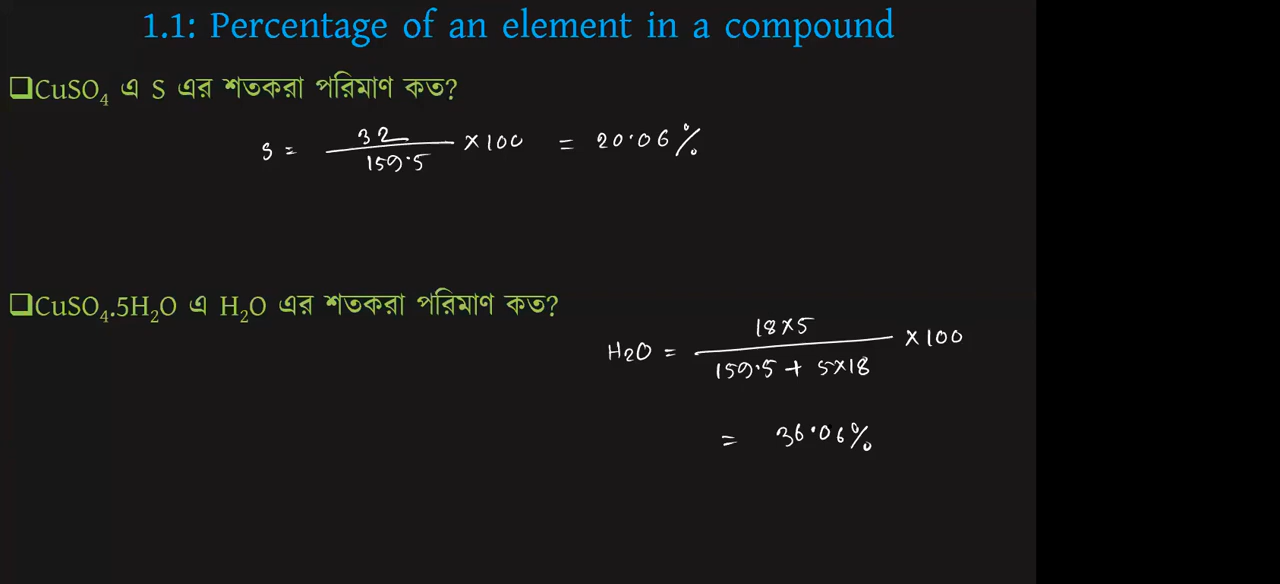 1.1: Percentage of an element in a compound
❑CuSO₄ এ S এর শতকরা পরিমাণ কত?
S = 32/159.5 × 100 = 20.06%
❑CuSO₄.5H₂O এ H₂O এর শতকরা পরিমাণ কত?
H2O = 18×5/159.5 + 5×18 × 100
= 36.06%